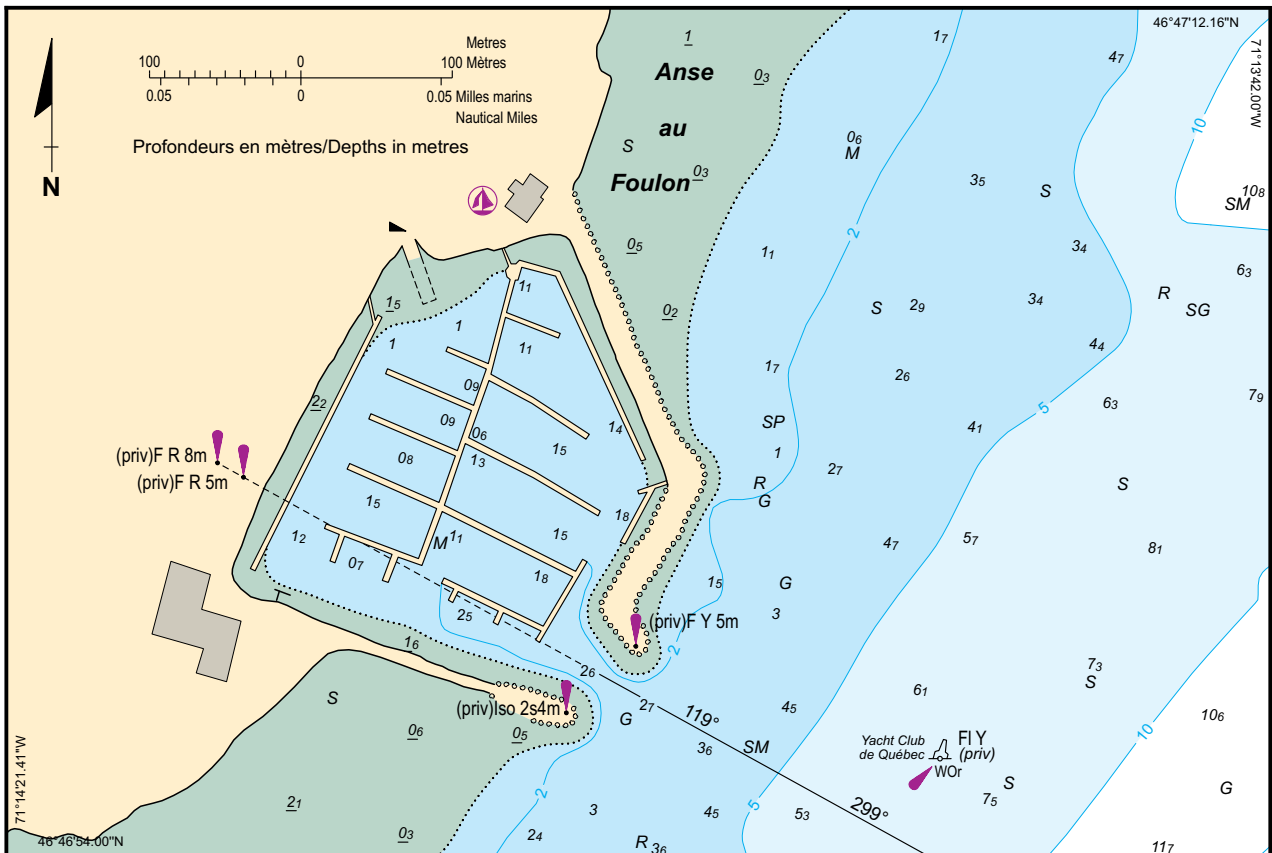 46°47'12.16"N
71°13'42.00"W
Metres
100 0 100 Mètres
0.05 0 0.05 Milles marins
Nautical Miles
Profondeurs en mètres/Depths in metres
N
1
17
47
Anse
03
au
10
06
M
S
Foulon
03
35
S
108
SM
05
11
2
34
63
R
SG
34
S
29
02
15
11
1
1
11
44
17
26
79
22
09
5
63
14
SP
41
09
06
15
1
27
(priv)F R 8m
(priv)F R 5m
08
13
R
G
S
15
18
12
M
11
15
47
57
81
07
18
15
G
25
3
(priv)F Y 5m
16
2
26
73
S
S
(priv)Iso 2s4m
27
G
119°
45
61
106
06
05
36
SM
Yacht Club
de Québec
Fl Y
(priv)
WOr
10
S
75
G
21
2
3
45
5
53
299°
03
24
R
36
117
71°14'21.41"W
46°46'54.00"N